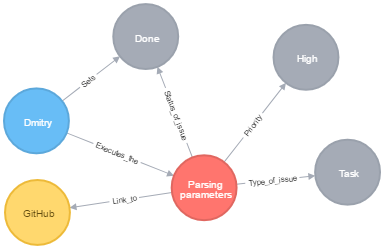 Done
High
Sets
Status_of_issue
Priority
Dmitry
Executes_the
Parsing
parameters
Type_of_issue
Task
Link_to
GitHub